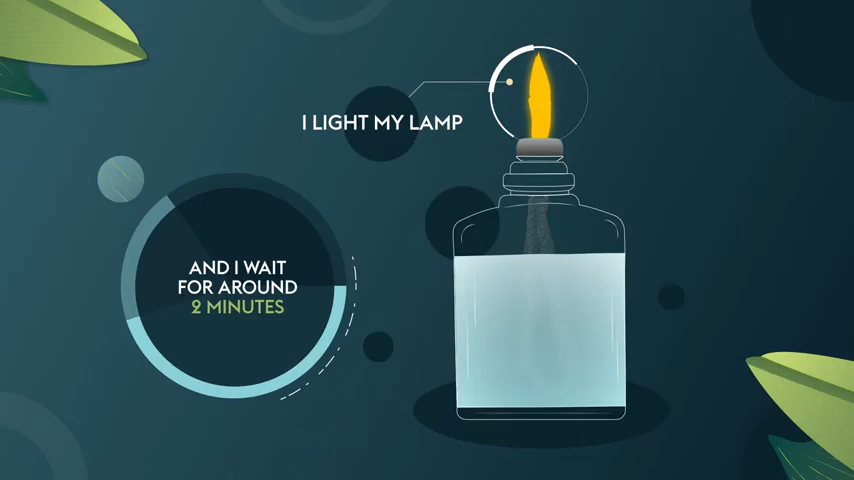 I LIGHT MY LAMP
AND I WAIT
FOR AROUND
2 MINUTES